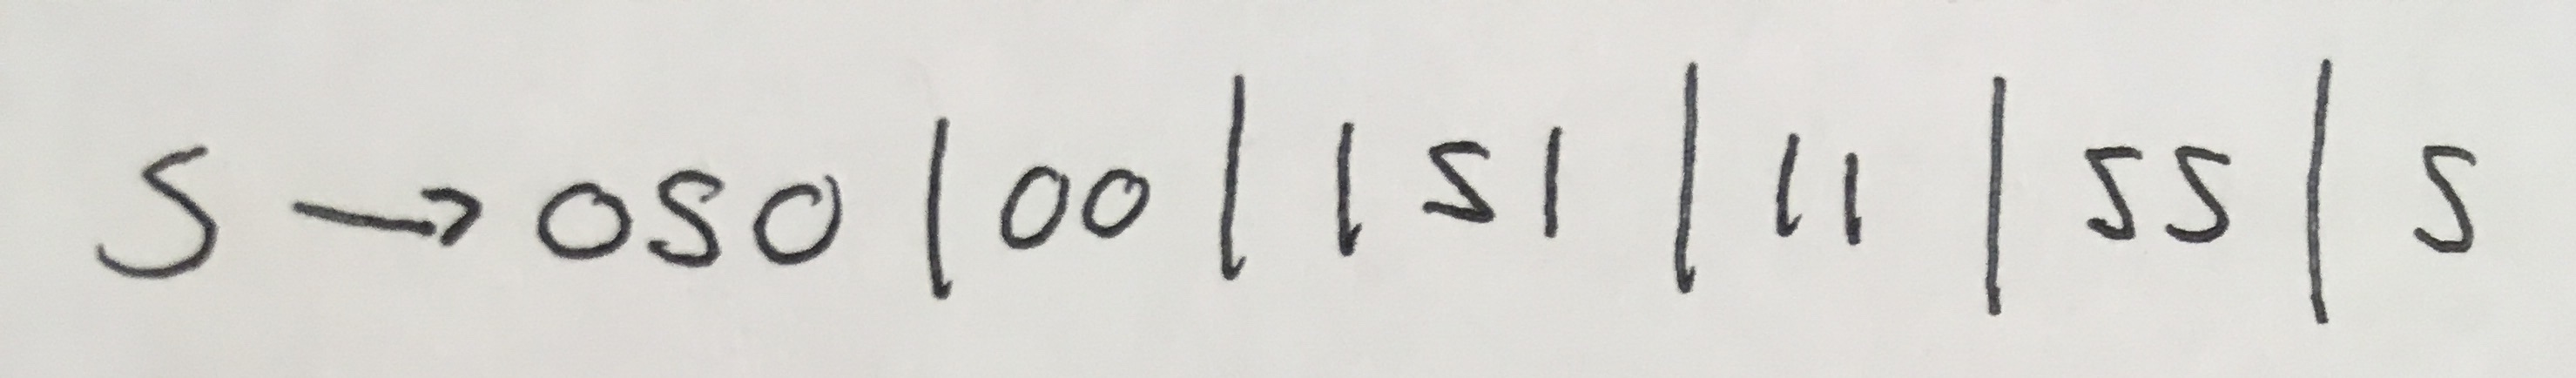 S → 0S0 | 00 | 1S1 | 11 | SS | S